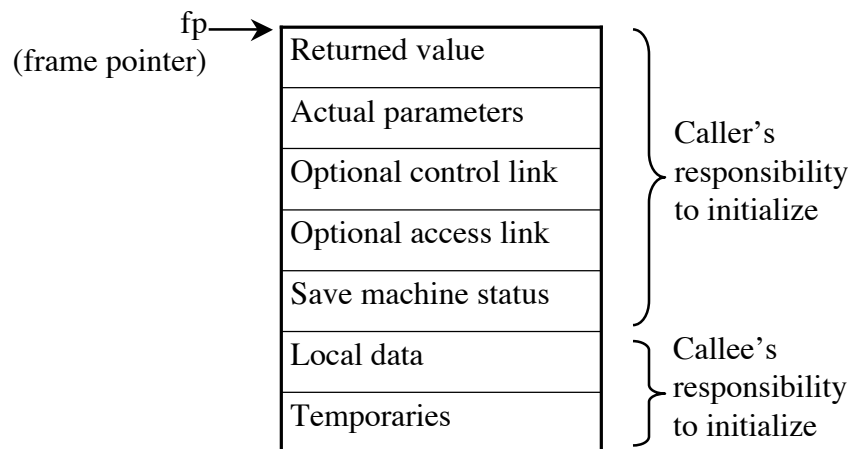 fp
(frame pointer)
Returned value
Actual parameters
Optional control link
Optional access link
Save machine status
Local data
Temporaries
Caller’s
responsibility
to initialize
Callee’s
responsibility
to initialize